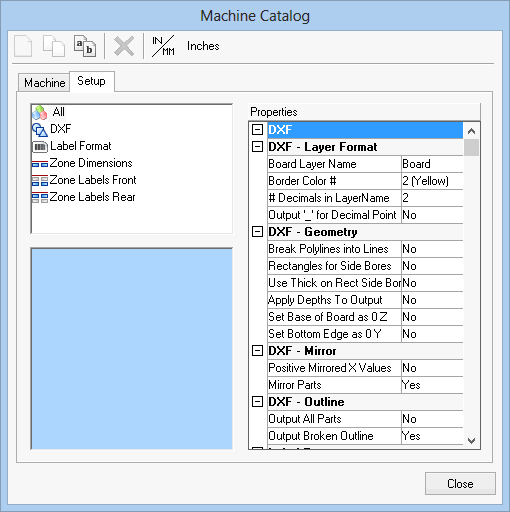 Machine Catalog
a b IN/MM Inches
Machine Setup
All
DXF
Label Format
Zone Dimensions
Zone Labels Front
Zone Labels Rear
Properties
DXF
DXF - Layer Format
Board Layer Name Board
Border Color # 2 (Yellow)
# Decimals in LayerName 2
Output '_' for Decimal Point No
DXF - Geometry
Break Polylines into Lines No
Rectangles for Side Bores No
Use Thick on Rect Side Bor No
Apply Depths To Output No
Set Base of Board as 0 Z No
Set Bottom Edge as 0 Y No
DXF - Mirror
Positive Mirrored X Values No
Mirror Parts Yes
DXF - Outline
Output All Parts No
Output Broken Outline Yes
Close